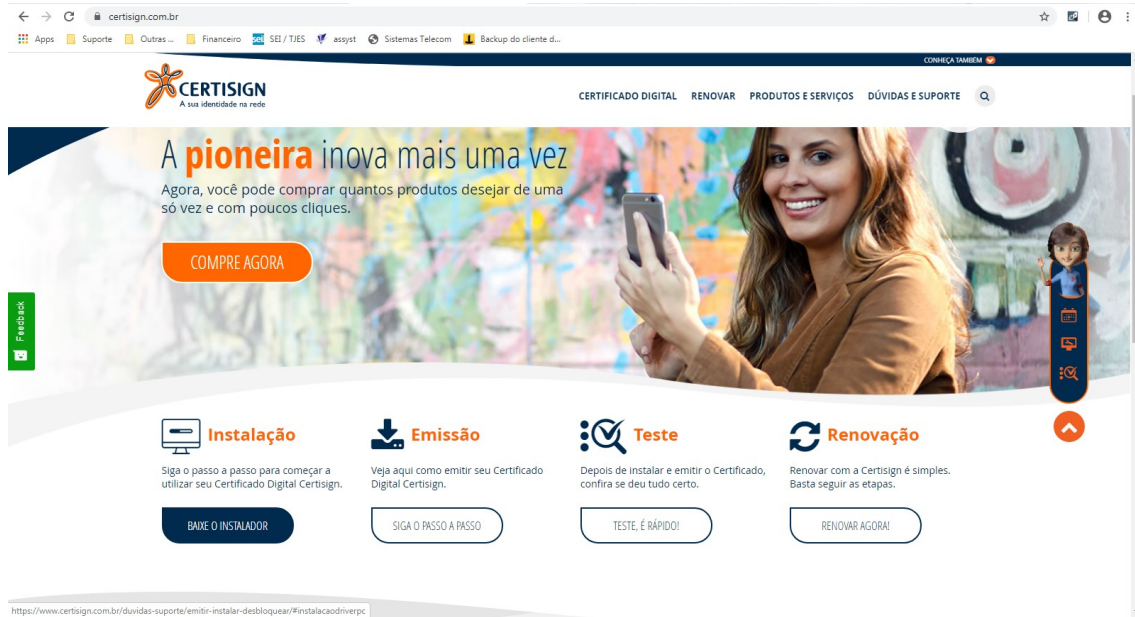 certisign.com.br
Apps Suporte Outras ... Financeiro SEI / TJES assyst Sistemas Telecom Backup do cliente d...
CONHEÇA TAMBÉM
CERTISIGN
A sua identidade na rede
CERTIFICADO DIGITAL RENOVAR PRODUTOS E SERVIÇOS DÚVIDAS E SUPORTE
A pioneira inova mais uma vez
Agora, você pode comprar quantos produtos desejar de uma
só vez e com poucos cliques.
COMPRE AGORA
Feedback
Instalação
Siga o passo a passo para começar a
utilizar seu Certificado Digital Certisign.
BAIXE O INSTALADOR
Emissão
Veja aqui como emitir seu Certificado
Digital Certisign.
SIGA O PASSO A PASSO
Teste
Depois de instalar e emitir o Certificado,
confira se deu tudo certo.
TESTE, É RÁPIDO!
Renovação
Renovar com a Certisign é simples.
Basta seguir as etapas.
RENOVAR AGORA!
https://www.certisign.com.br/duvidas-suporte/emitir-instalar-desbloquear/#instalacaodriverpc